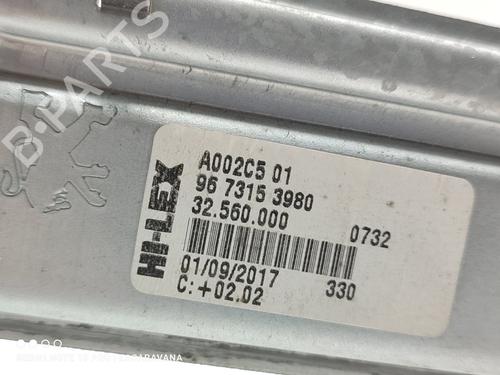 B-PARTS
HI-LEX
A002C5 01
96 7315 3980
32.560.000
0732
01/09/2017
330
C:+02.02